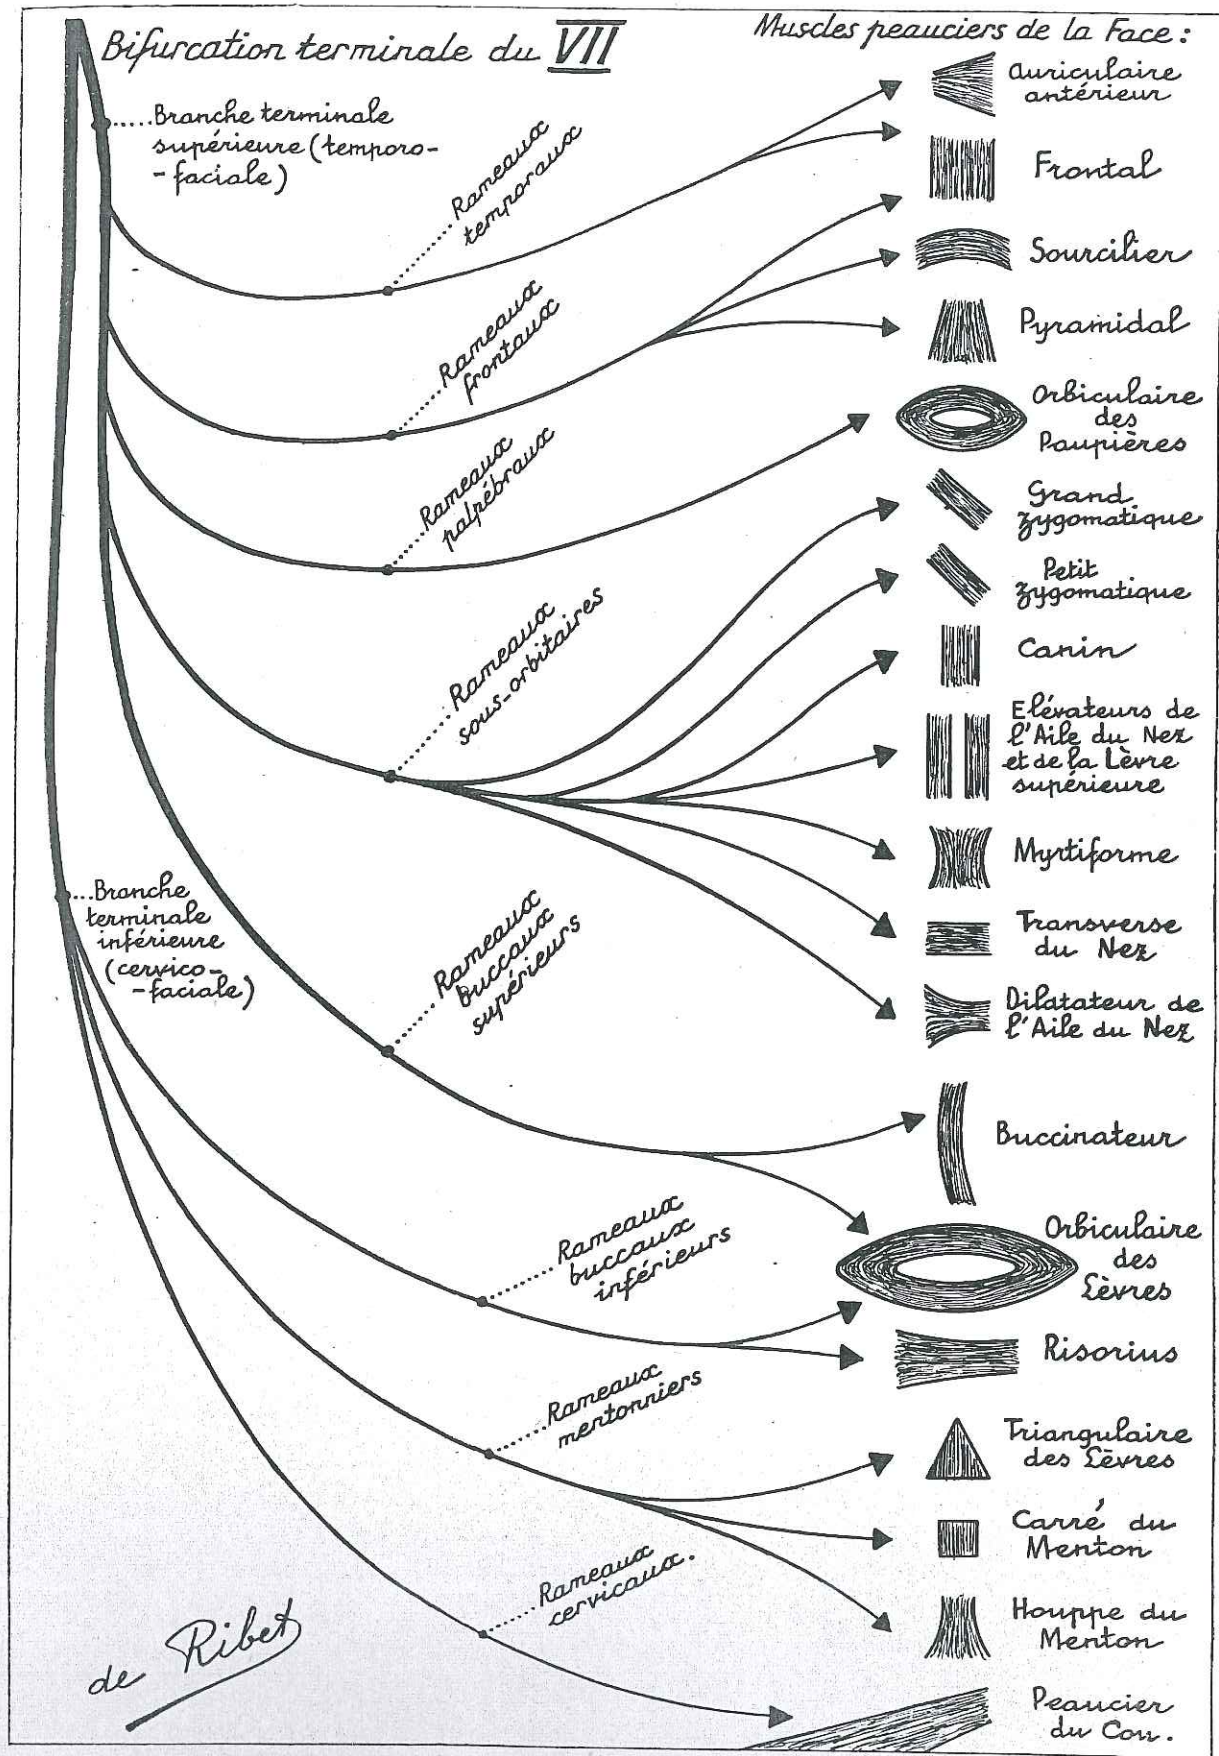 Bifurcation terminale du VII
Muscles peauciers de la Face :
Branche terminale
supérieure (temporo-
-faciale)
Rameaux
temporaux
Rameaux
frontaux
Rameaux
palpébraux
Rameaux
sous-orbitaires
Branche
terminale
inférieure
(cervico-
-faciale)
Rameaux
buccaux
supérieurs
Rameaux
buccaux
inférieurs
Rameaux
mentonniers
Rameaux
cervicaux.
Auriculaire
antérieur
Frontal
Sourcilier
Pyramidal
Orbiculaire
des
Paupières
Grand
zygomatique
Petit
zygomatique
Canin
Elévateurs de
l'Aile du Nez
et de la Lèvre
supérieure
Myrtiforme
Transverse
du Nez
Dilatateur de
l'Aile du Nez
Buccinateur
Orbiculaire
des
Lèvres
Risorius
Triangulaire
des Lèvres
Carré du
Menton
Houppe du
Menton
Peaucier
du Cou.
de Ribet